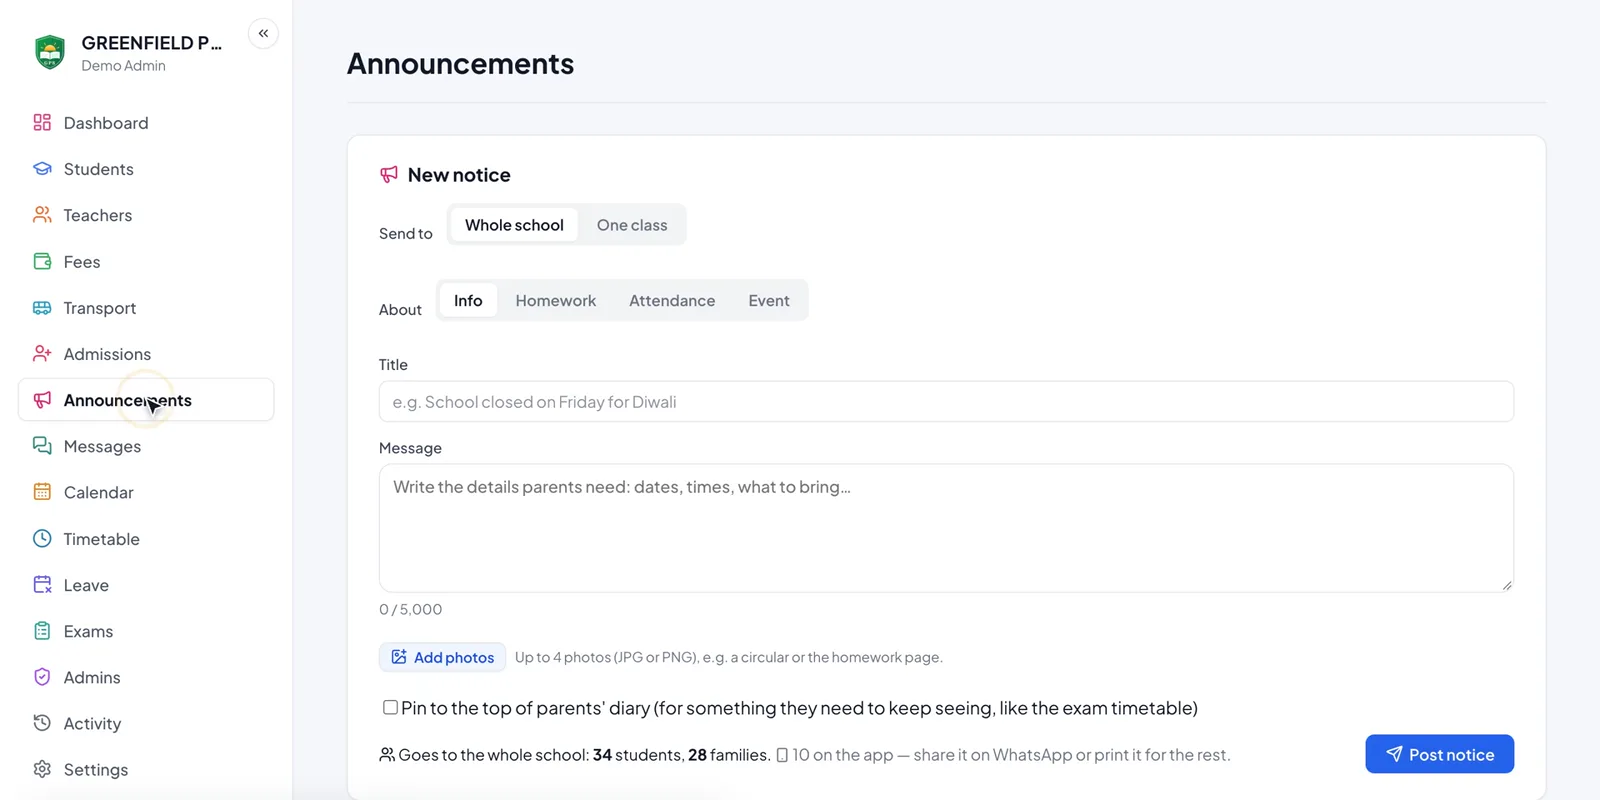 GREENFIELD P...
Demo Admin
Dashboard
Students
Teachers
Fees
Transport
Admissions
Announcements
Messages
Calendar
Timetable
Leave
Exams
Admins
Activity
Settings
Announcements
New notice
Send to Whole school One class
About Info Homework Attendance Event
Title
e.g. School closed on Friday for Diwali
Message
Write the details parents need: dates, times, what to bring...
0 / 5,000
Add photos Up to 4 photos (JPG or PNG), e.g. a circular or the homework page.
Pin to the top of parents' diary (for something they need to keep seeing, like the exam timetable)
Goes to the whole school: 34 students, 28 families. 10 on the app — share it on WhatsApp or print it for the rest.
Post notice